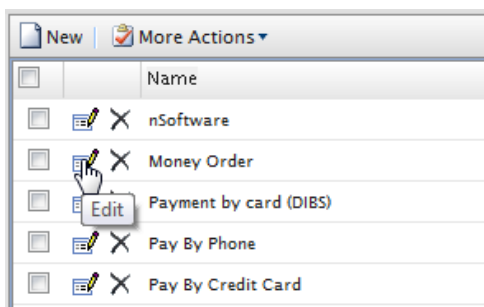 New More Actions
Name
nSoftware
Money Order
Edit
Payment by card (DIBS)
Pay By Phone
Pay By Credit Card